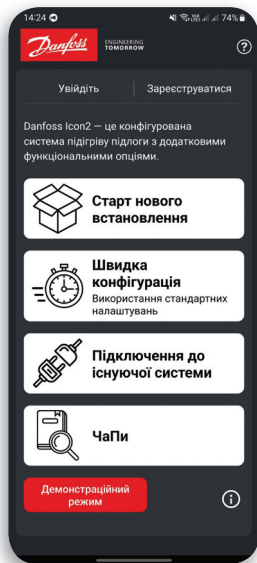 14:24
74%
Danfoss
ENGINEERING
TOMORROW
?
Увійдіть
Зареєструватися
Danfoss Icon2 — це конфігурована
система підігріву підлоги з додатковими
функціональними опціями.
Старт нового
встановлення
Швидка
конфігурація
Використання стандартних
налаштувань
Підключення до
існуючої системи
ЧаПи
Демонстраційний
режим